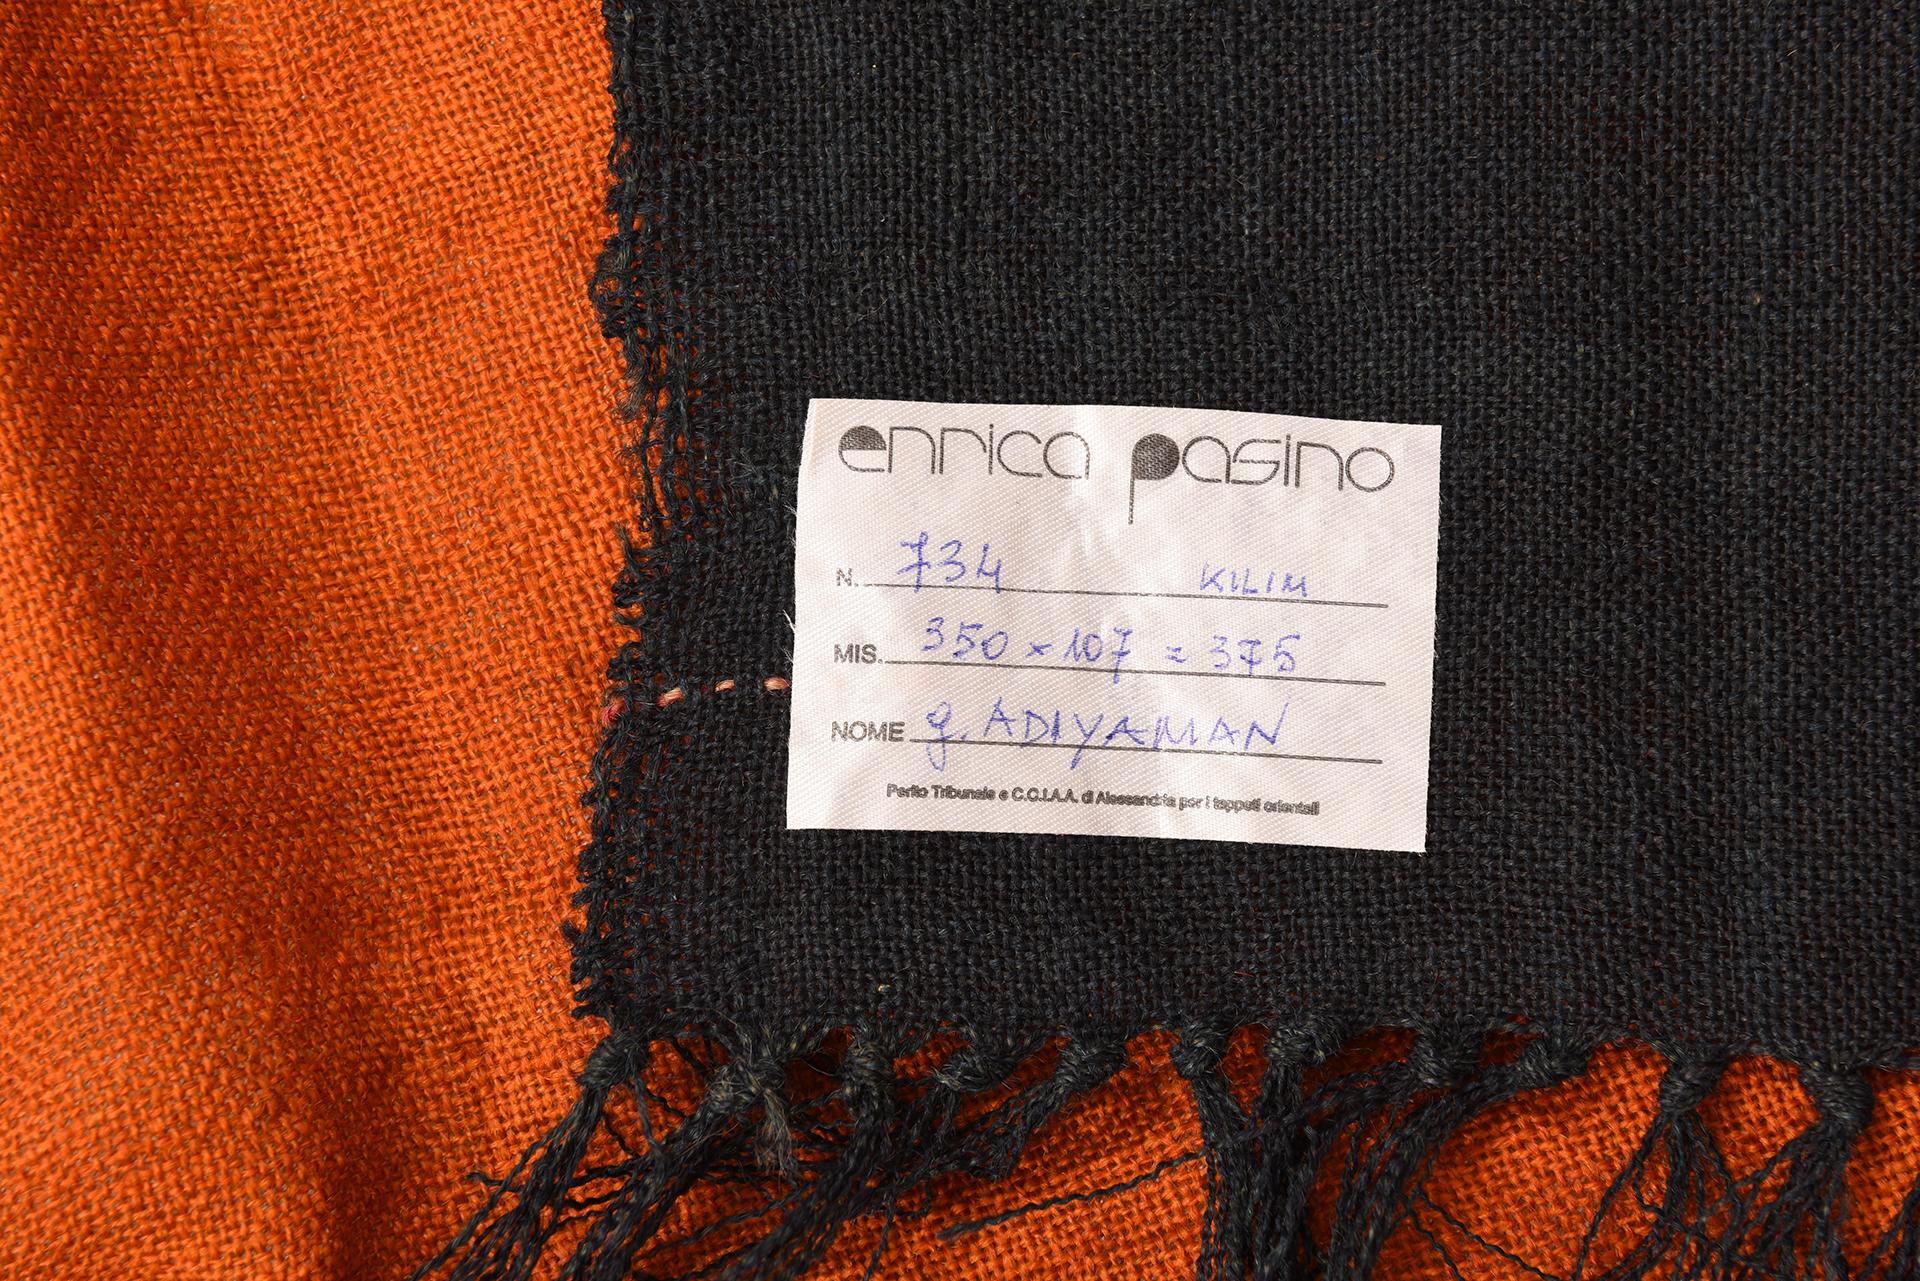 enrica pasino
N. 734 KILIM
MIS. 350 × 107 = 375
NOME g. ADIYAMAN
Perito Tribunale e C.C.I.A.A. di Alessandria per i tappeti orientali